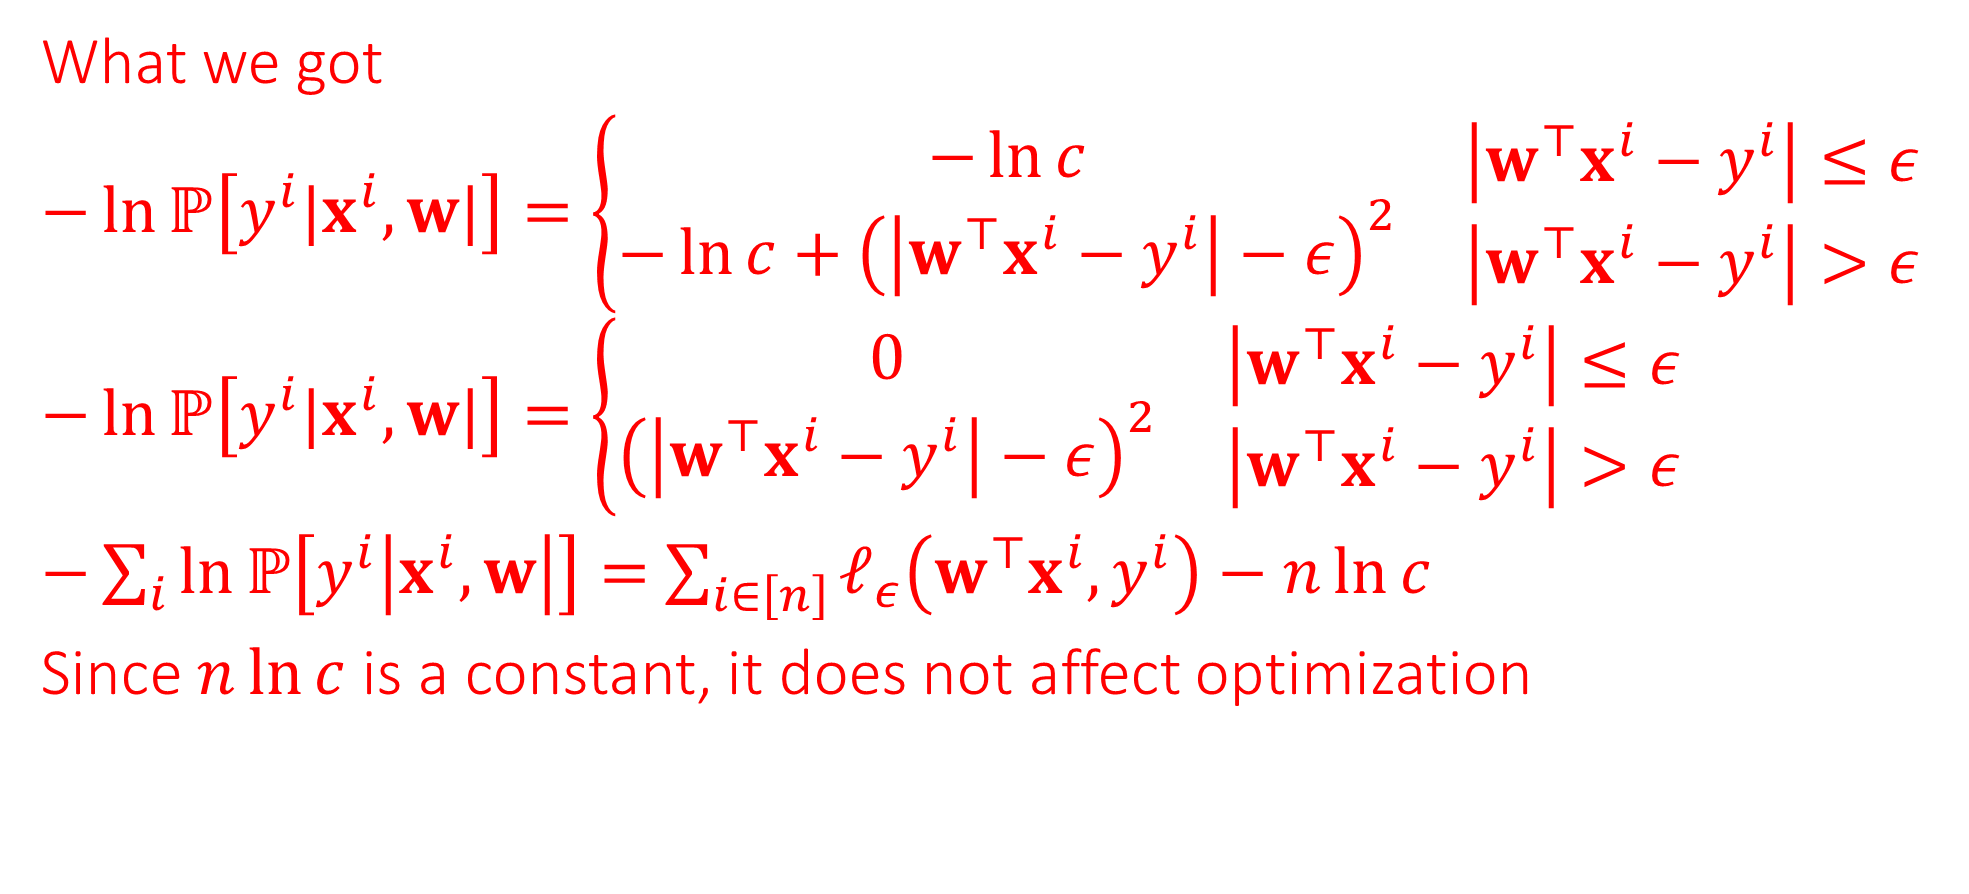 What we got
− ln ℙ[yⁱ|𝐱ⁱ, 𝐰|] = { − ln c    |𝐰^⊤𝐱ⁱ − yⁱ| ≤ ϵ
− ln c + (|𝐰^⊤𝐱ⁱ − yⁱ| − ϵ)²    |𝐰^⊤𝐱ⁱ − yⁱ| > ϵ
− ln ℙ[yⁱ|𝐱ⁱ, 𝐰|] = { 0    |𝐰^⊤𝐱ⁱ − yⁱ| ≤ ϵ
(|𝐰^⊤𝐱ⁱ − yⁱ| − ϵ)²    |𝐰^⊤𝐱ⁱ − yⁱ| > ϵ
− ∑ᵢ ln ℙ[yⁱ|𝐱ⁱ, 𝐰|] = ∑_{i∈[n]} ℓ_ϵ(𝐰^⊤𝐱ⁱ, yⁱ) − n ln c
Since n ln c is a constant, it does not affect optimization